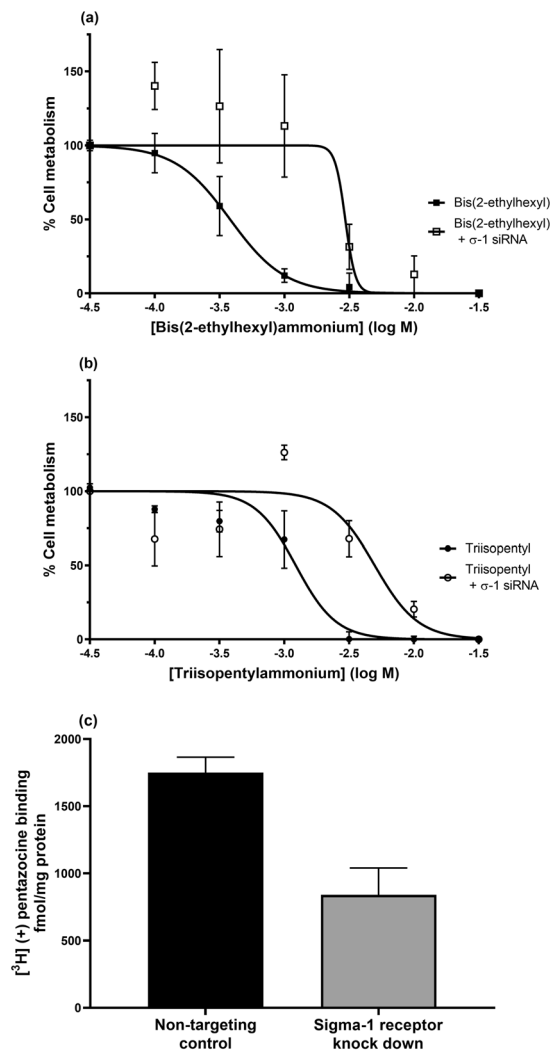 (a)
150
100
50
0
% Cell metabolism
-4.5 -4.0 -3.5 -3.0 -2.5 -2.0 -1.5
[Bis(2-ethylhexyl)ammonium] (log M)
Bis(2-ethylhexyl)
Bis(2-ethylhexyl)
+ σ-1 siRNA
(b)
150
100
50
0
% Cell metabolism
-4.5 -4.0 -3.5 -3.0 -2.5 -2.0 -1.5
[Triisopentylammonium] (log M)
Triisopentyl
Triisopentyl
+ σ-1 siRNA
(c)
2000
1500
1000
500
0
[³H] (+) pentazocine binding
fmol/mg protein
Non-targeting
control
Sigma-1 receptor
knock down